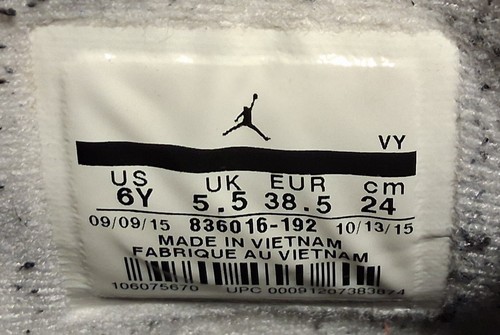 VY
US UK EUR cm
6Y 5.5 38.5 24
09/09/15 836016-192 10/13/15
MADE IN VIETNAM
FABRIQUE AU VIETNAM
106075670 UPC 00091207383074